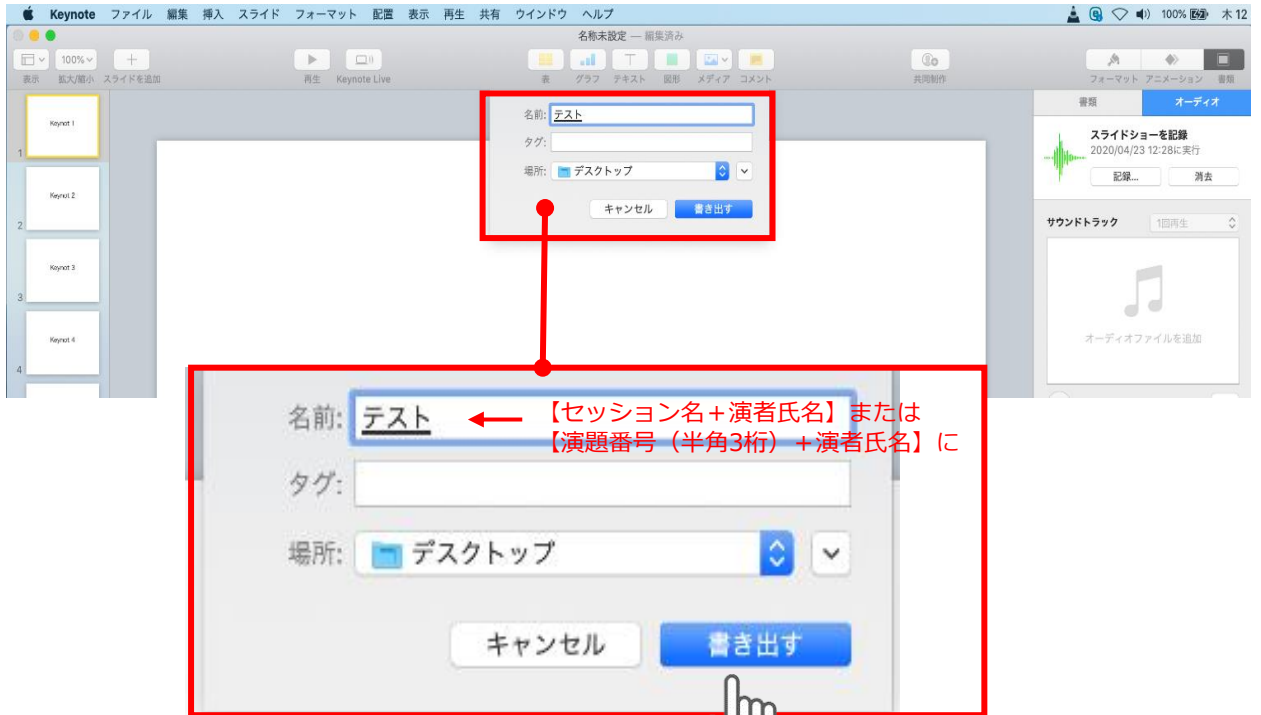 Keynote ファイル 編集 挿入 スライド フォーマット 配置 表示 再生 共有 ウインドウ ヘルプ 100% 木12
名称未設定 — 編集済み
100%
表示 拡大/縮小 スライドを追加 再生 Keynote Live 表 グラフ テキスト 図形 メディア コメント 共同制作 フォーマット アニメーション 書類
Keynot 1
1
Keynot 2
2
Keynot 3
3
Keynot 4
4
名前: テスト
タグ:
場所: デスクトップ
キャンセル 書き出す
書類 オーディオ
スライドショーを記録
2020/04/23 12:28に実行
記録... 消去
サウンドトラック 1回再生
オーディオファイルを追加
名前: テスト
【セッション名+演者氏名】または
【演題番号（半角3桁）+演者氏名】に
タグ:
場所: デスクトップ
キャンセル 書き出す